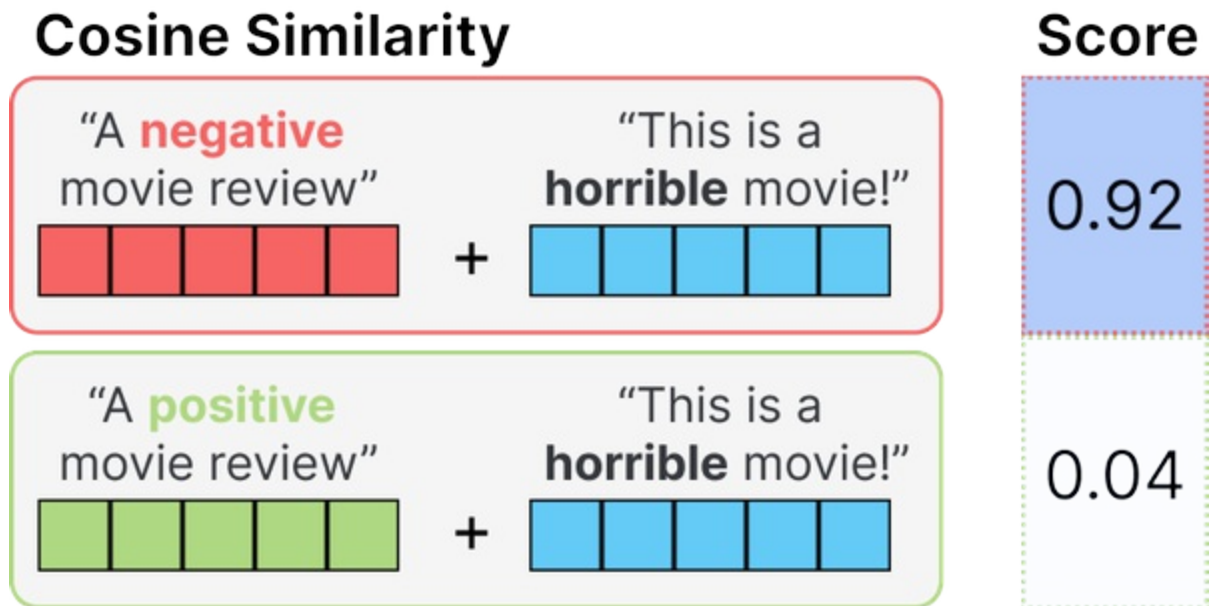 Cosine Similarity
Score
“A negative
movie review”
+
“This is a
horrible movie!”
0.92
“A positive
movie review”
+
“This is a
horrible movie!”
0.04